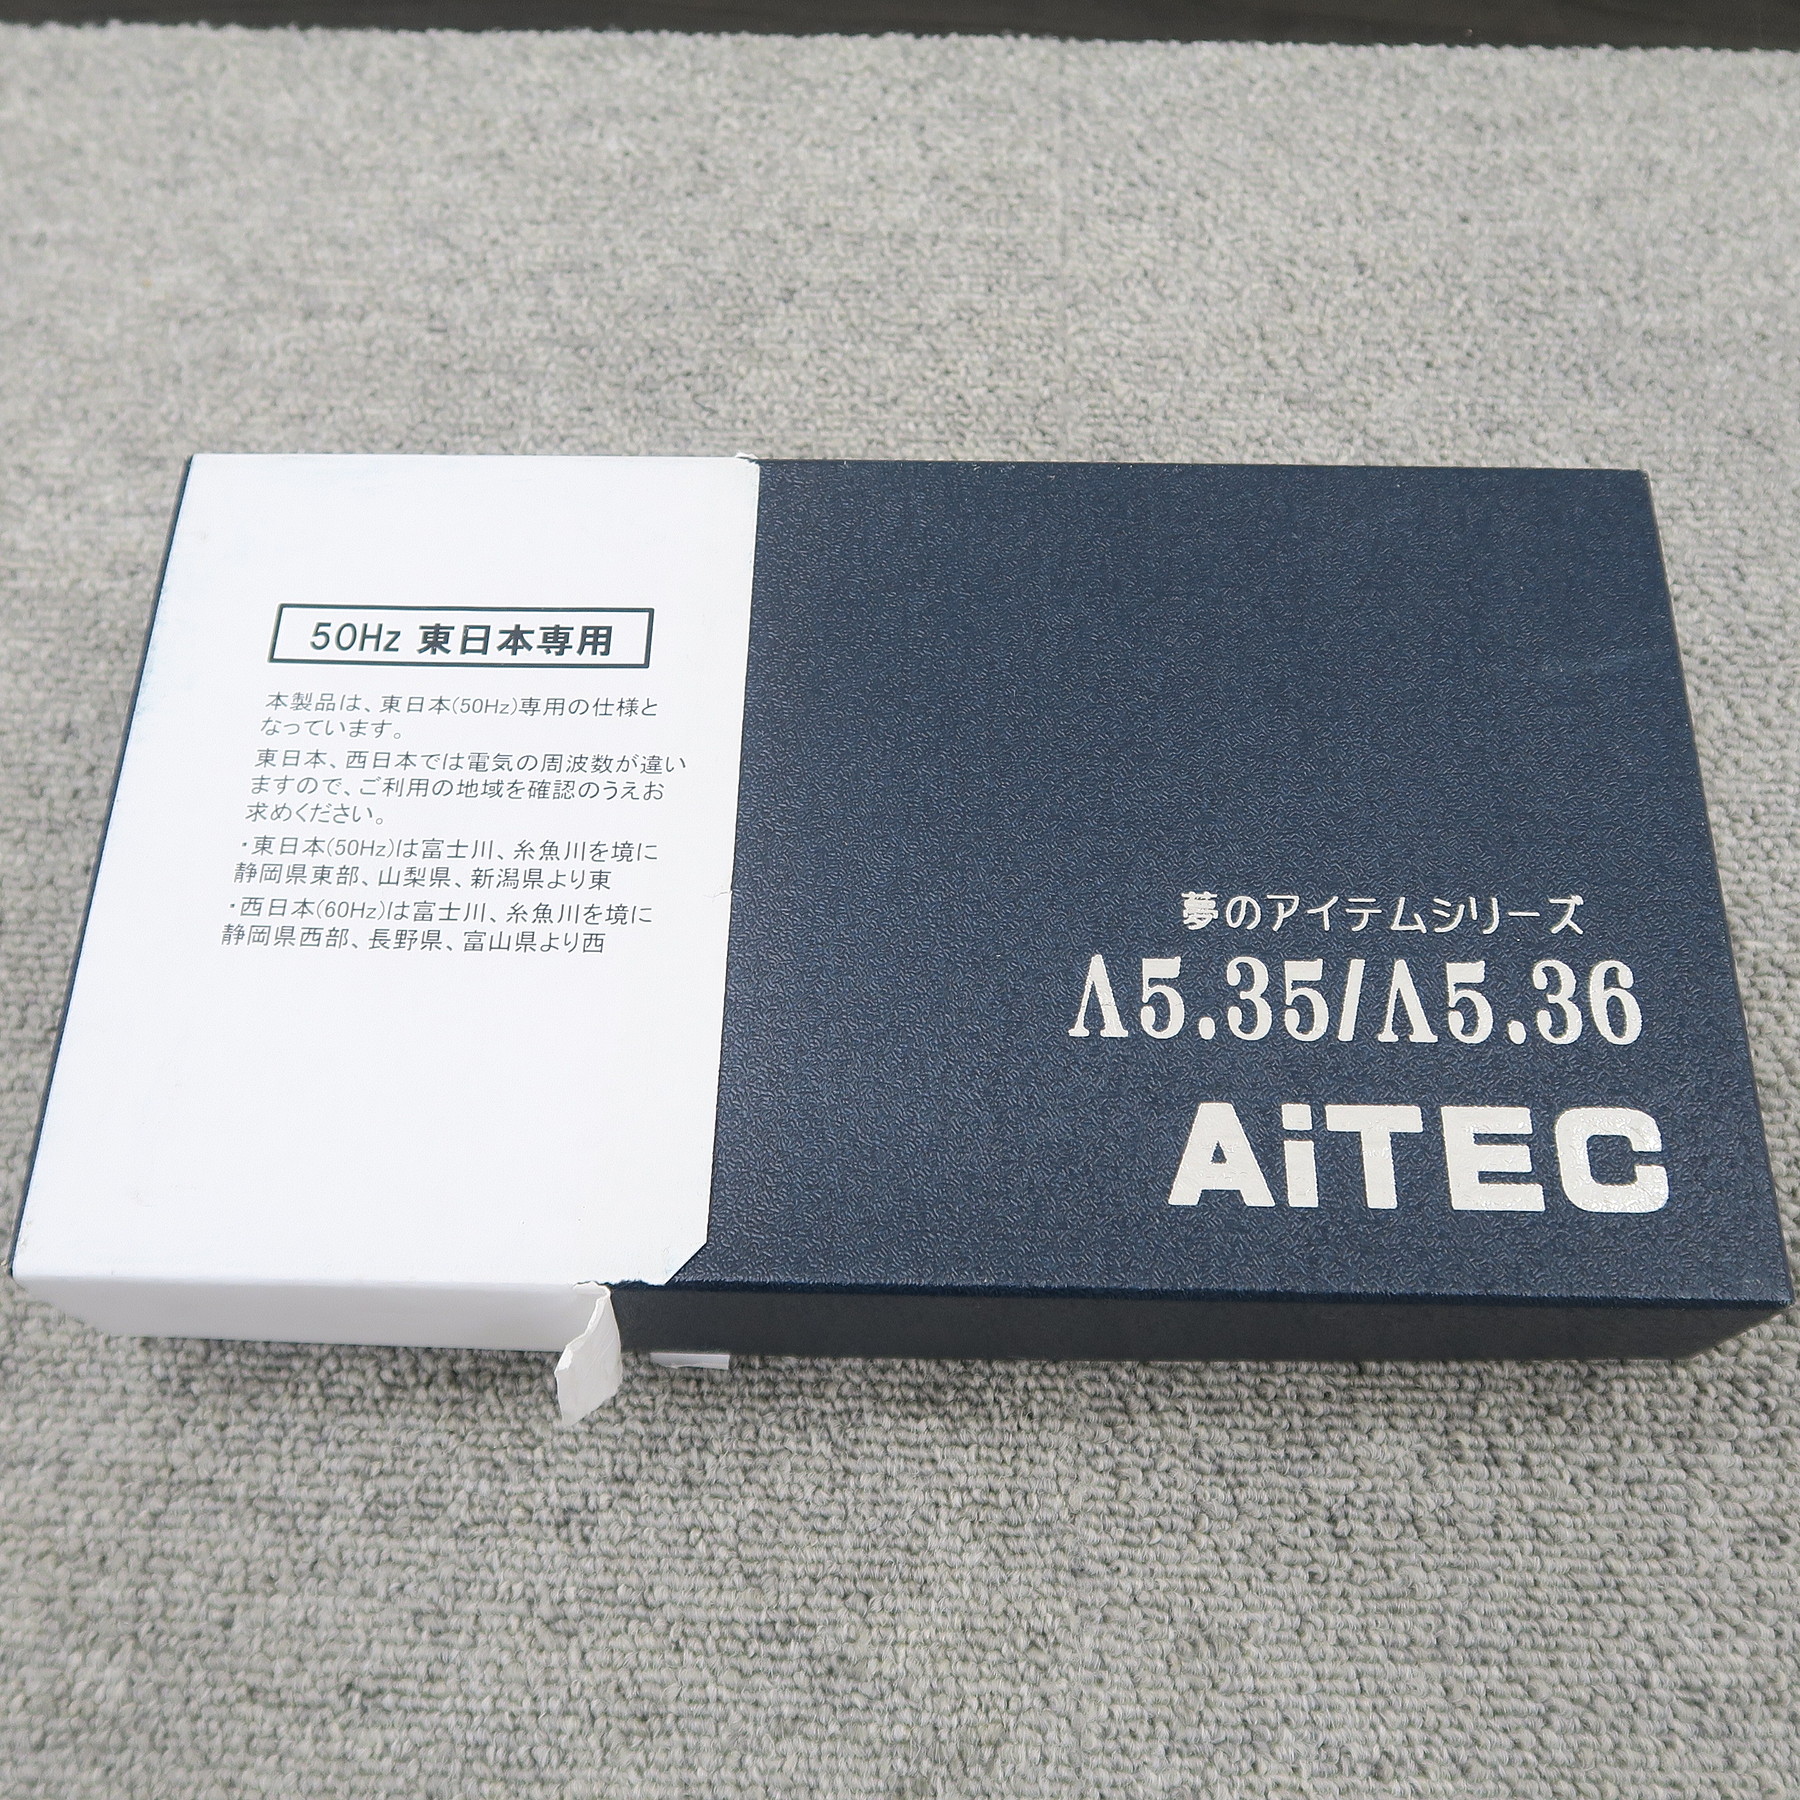 50Hz 東日本専用
本製品は、東日本(50Hz)専用の仕様と
なっています。
東日本、西日本では電気の周波数が違い
ますので、ご利用の地域を確認のうえお
求めください。
・東日本(50Hz)は富士川、糸魚川を境に
静岡県東部、山梨県、新潟県より東
・西日本(60Hz)は富士川、糸魚川を境に
静岡県西部、長野県、富山県より西
夢のアイテムシリーズ
Λ5.35/Λ5.36
AiTEC